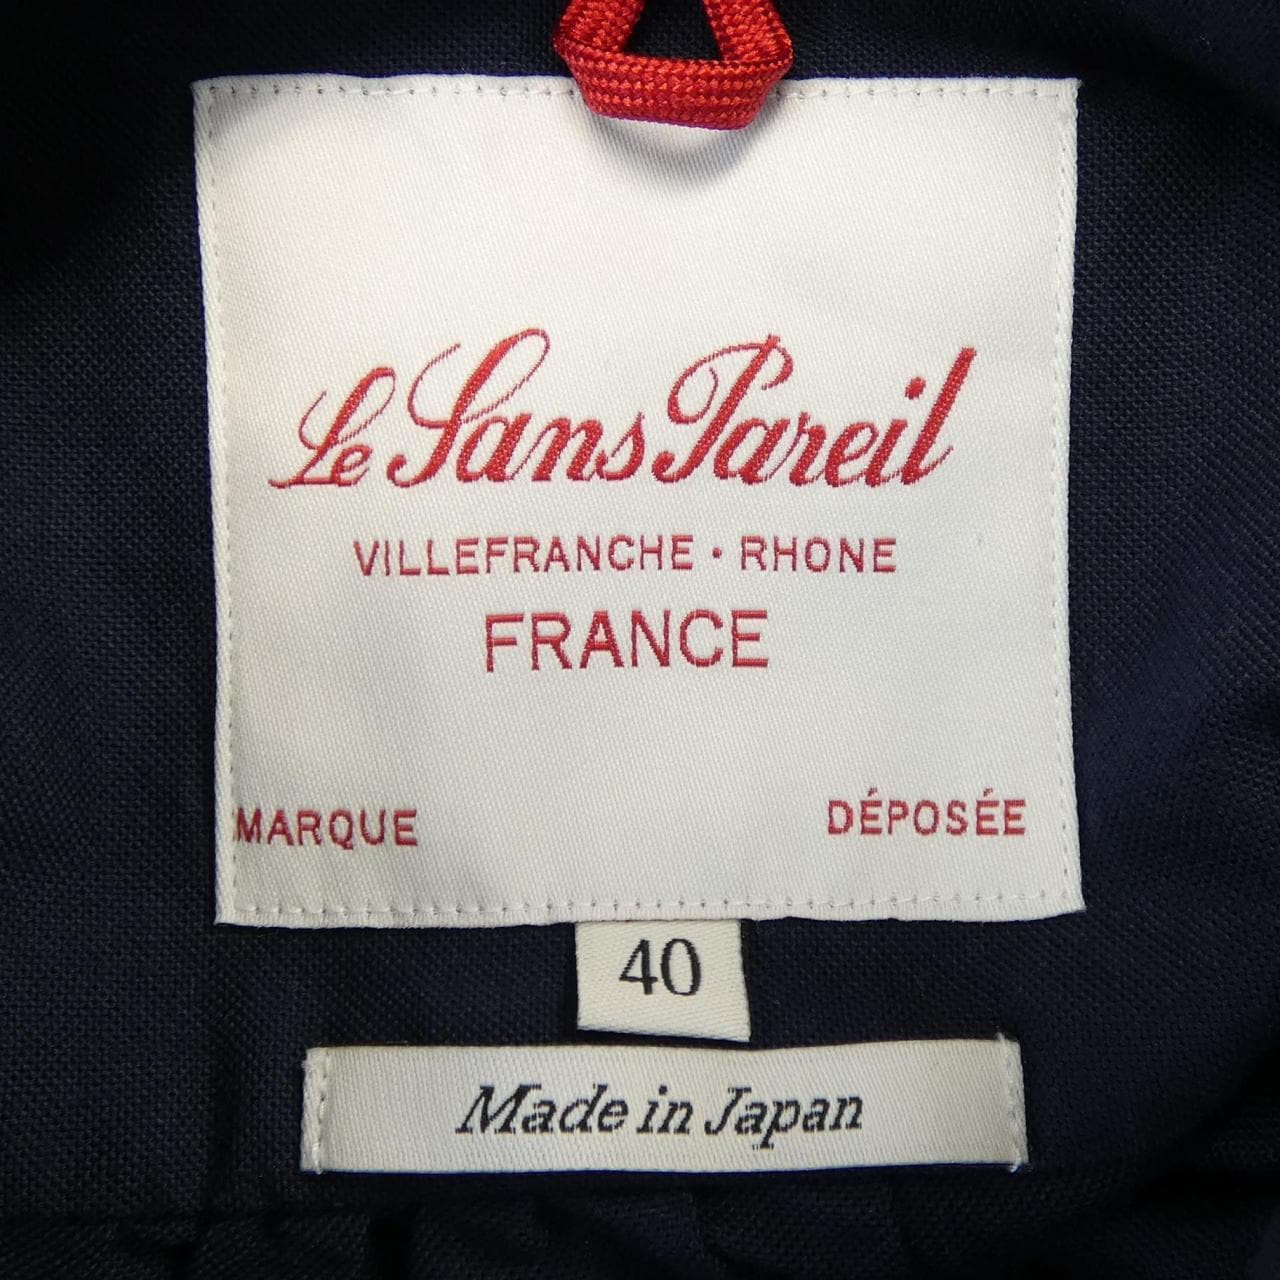 Le Sans Pareil
VILLEFRANCHE · RHONE
FRANCE
MARQUE DÉPOSÉE
40
Made in Japan